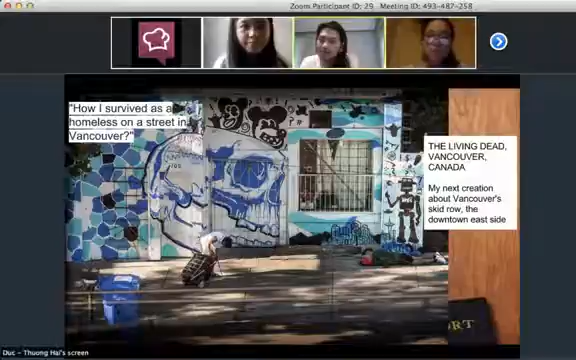 Zoom Participant ID: 29   Meeting ID: 493-487-258
"How I survived as a
homeless on a street in
Vancouver?"
THE LIVING DEAD,
VANCOUVER,
CANADA
My next creation
about Vancouver's
skid row, the
downtown east side
RT
Duc - Thuong Hai's screen